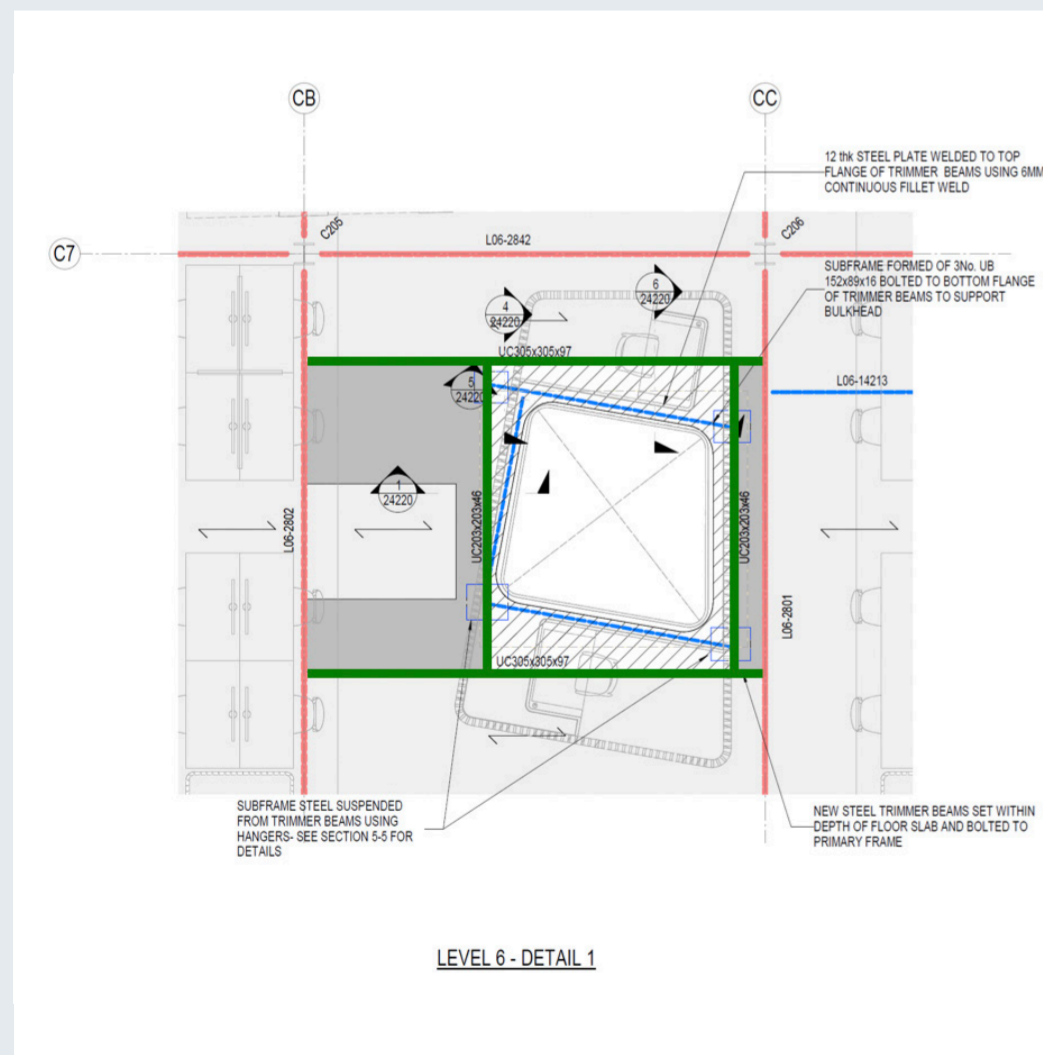 CB
CC
12 thk STEEL PLATE WELDED TO TOP
FLANGE OF TRIMMER BEAMS USING 6MM
CONTINUOUS FILLET WELD
C205
C206
L06-2842
C7
SUBFRAME FORMED OF 3No. UB
152x89x16 BOLTED TO BOTTOM FLANGE
OF TRIMMER BEAMS TO SUPPORT
BULKHEAD
6
24220
4
24220
UC305x305x97
L06-14213
5
24220
1
24220
L06-2802
UC203x203x46
UC203x203x46
L06-2801
UC305x305x97
SUBFRAME STEEL SUSPENDED
FROM TRIMMER BEAMS USING
HANGERS- SEE SECTION 5-5 FOR
DETAILS
NEW STEEL TRIMMER BEAMS SET WITHIN
DEPTH OF FLOOR SLAB AND BOLTED TO
PRIMARY FRAME
LEVEL 6 - DETAIL 1